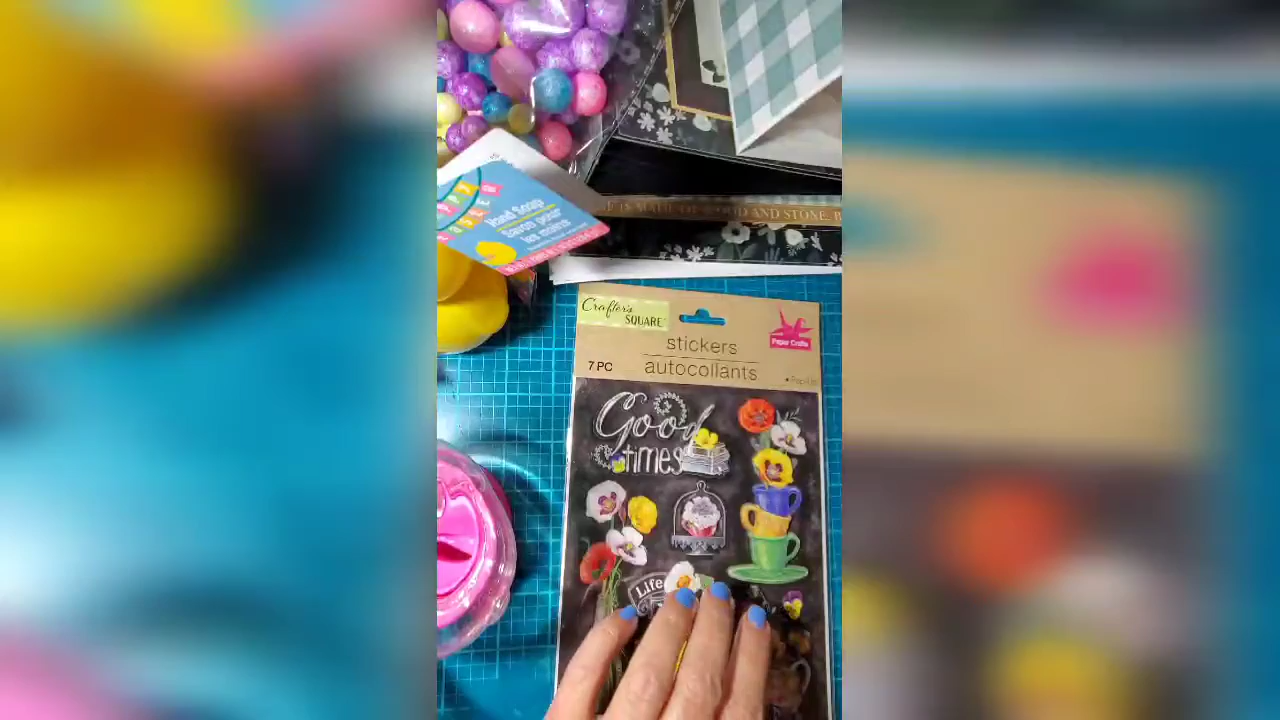 Hand Soap
Savon pour
les mains
E IS MADE OF WOOD AND STONE, B
Crafter's
SQUARE
stickers
autocollants
7 PC
Paper Crafts
Good
times
Life